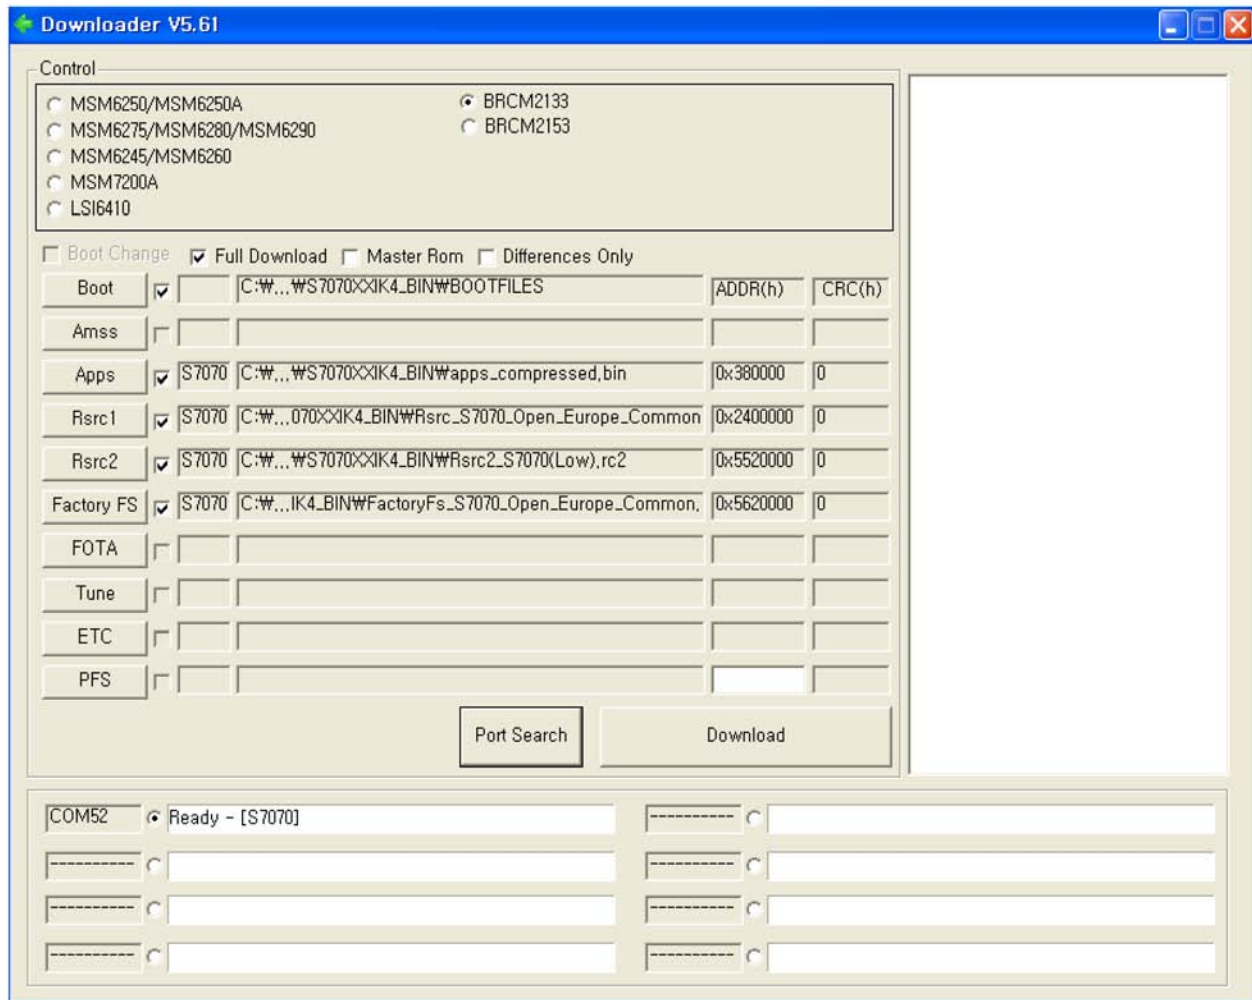 Downloader V5.61
Control
MSM6250/MSM6250A
BRCM2133
MSM6275/MSM6280/MSM6290
BRCM2153
MSM6245/MSM6260
MSM7200A
LSI6410
Boot Change Full Download Master Rom Differences Only
Boot C:₩...₩S7070XXIK4_BIN₩BOOTFILES ADDR(h) CRC(h)
Amss
Apps S7070 C:₩...₩S7070XXIK4_BIN₩apps_compressed.bin 0x380000 0
Rsrc1 S7070 C:₩...070XXIK4_BIN₩Rsrc_S7070_Open_Europe_Common 0x2400000 0
Rsrc2 S7070 C:₩...₩S7070XXIK4_BIN₩Rsrc2_S7070(Low).rc2 0x5520000 0
Factory FS S7070 C:₩...IK4_BIN₩FactoryFs_S7070_Open_Europe_Common. 0x5620000 0
FOTA
Tune
ETC
PFS
Port Search Download
COM52 Ready - [S7070] ----------
---------- ----------
---------- ----------
---------- ----------